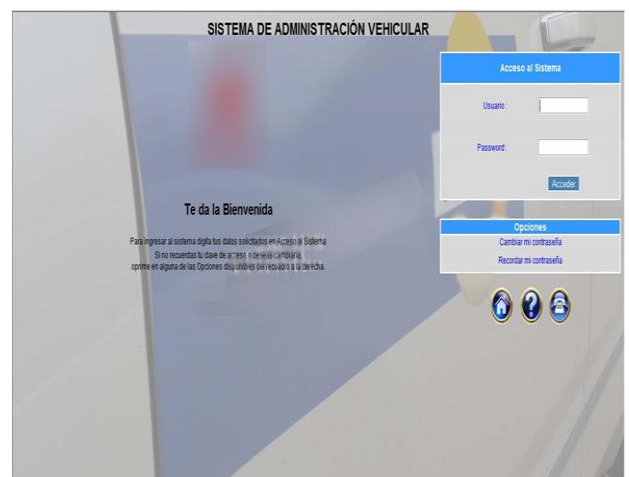 SISTEMA DE ADMINISTRACIÓN VEHICULAR
Acceso al Sistema
Usuario :
Password :
Acceder
Te da la Bienvenida
Para ingresar al sistema digita tus datos solicitados en Acceso a Sistema
Si no recuerdas tu clave de acceso o deseas cambiarla,
oprime en alguna de las Opciones disponibles del recuadro a la derecha.
Opciones
Cambiar mi contraseña
Recordar mi contraseña
?